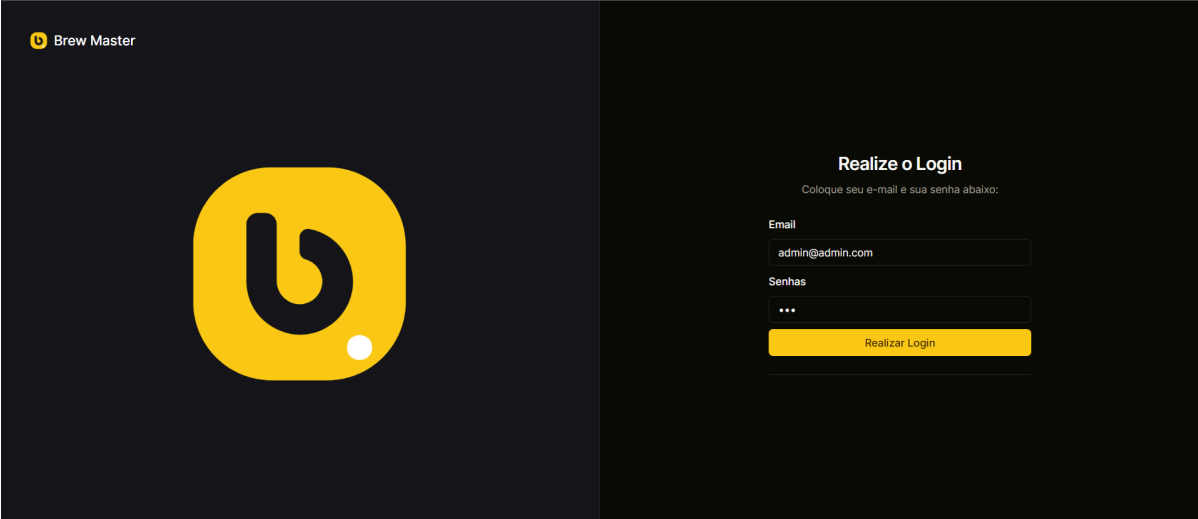 Brew Master
Realize o Login
Coloque seu e-mail e sua senha abaixo:
Email
admin@admin.com
Senhas
•••
Realizar Login